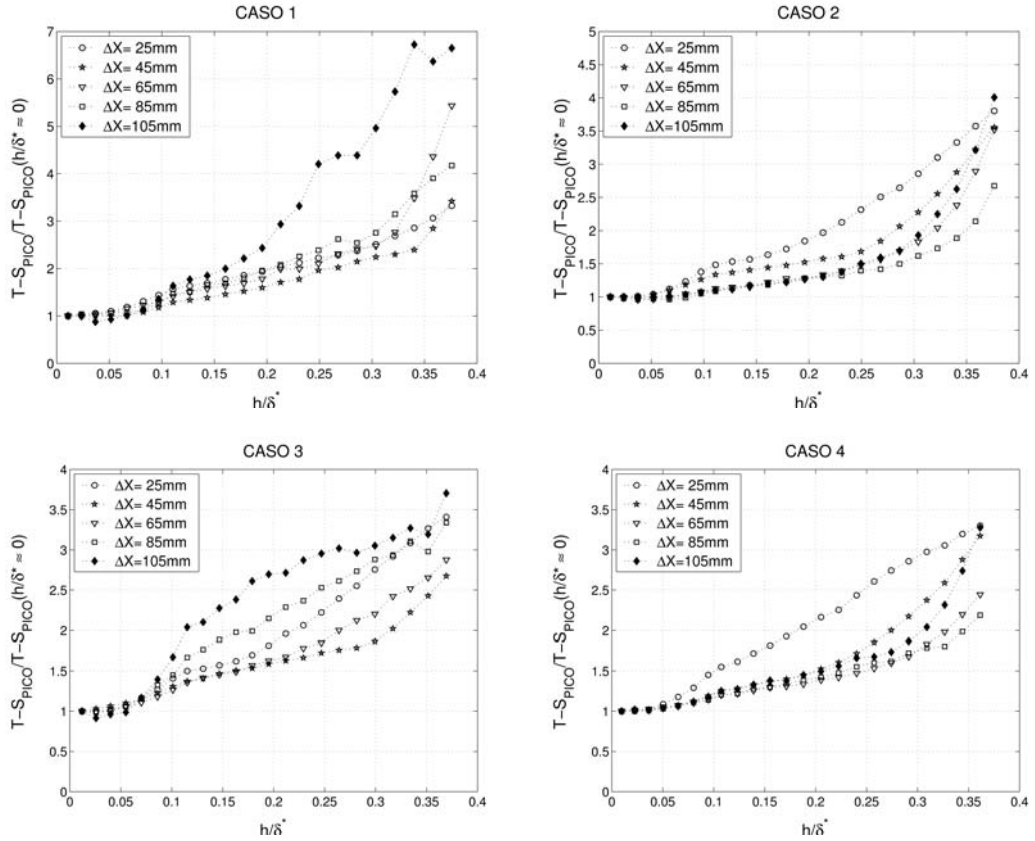 CASO 1
T−S_PICO/T−S_PICO(h/δ* ≈ 0)
7
6
5
4
3
2
1
0
ΔX= 25mm
ΔX= 45mm
ΔX= 65mm
ΔX= 85mm
ΔX=105mm
0 0.05 0.1 0.15 0.2 0.25 0.3 0.35 0.4
h/δ*
CASO 2
T−S_PICO/T−S_PICO(h/δ* ≈ 0)
5
4.5
4
3.5
3
2.5
2
1.5
1
0.5
0
ΔX= 25mm
ΔX= 45mm
ΔX= 65mm
ΔX= 85mm
ΔX=105mm
0 0.05 0.1 0.15 0.2 0.25 0.3 0.35 0.4
h/δ*
CASO 3
T−S_PICO/T−S_PICO(h/δ* ≈ 0)
4
3.5
3
2.5
2
1.5
1
0.5
0
ΔX= 25mm
ΔX= 45mm
ΔX= 65mm
ΔX= 85mm
ΔX=105mm
0 0.05 0.1 0.15 0.2 0.25 0.3 0.35 0.4
h/δ*
CASO 4
T−S_PICO/T−S_PICO(h/δ* ≈ 0)
4
3.5
3
2.5
2
1.5
1
0.5
0
ΔX= 25mm
ΔX= 45mm
ΔX= 65mm
ΔX= 85mm
ΔX=105mm
0 0.05 0.1 0.15 0.2 0.25 0.3 0.35 0.4
h/δ*